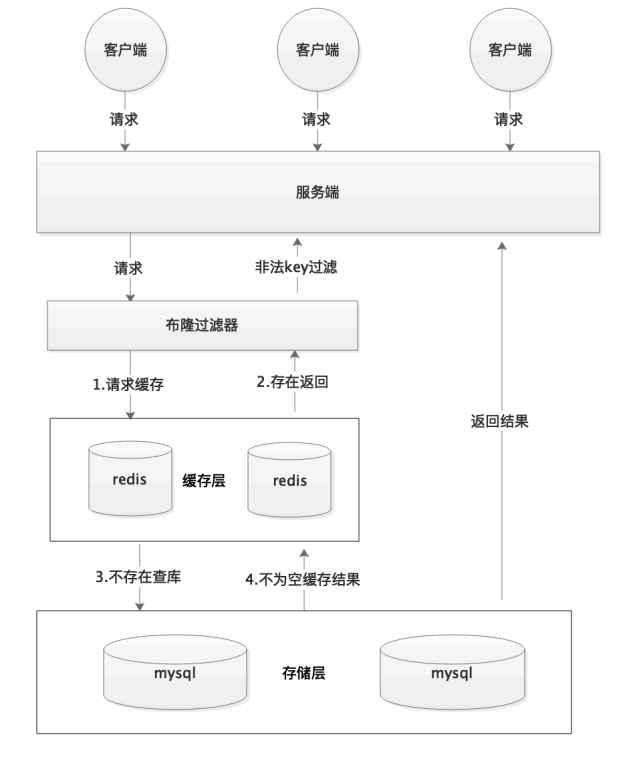 客户端
客户端
客户端
请求
请求
请求
服务端
请求
非法key过滤
布隆过滤器
1.请求缓存
2.存在返回
返回结果
redis
缓存层
redis
3.不存在查库
4.不为空缓存结果
mysql
存储层
mysql